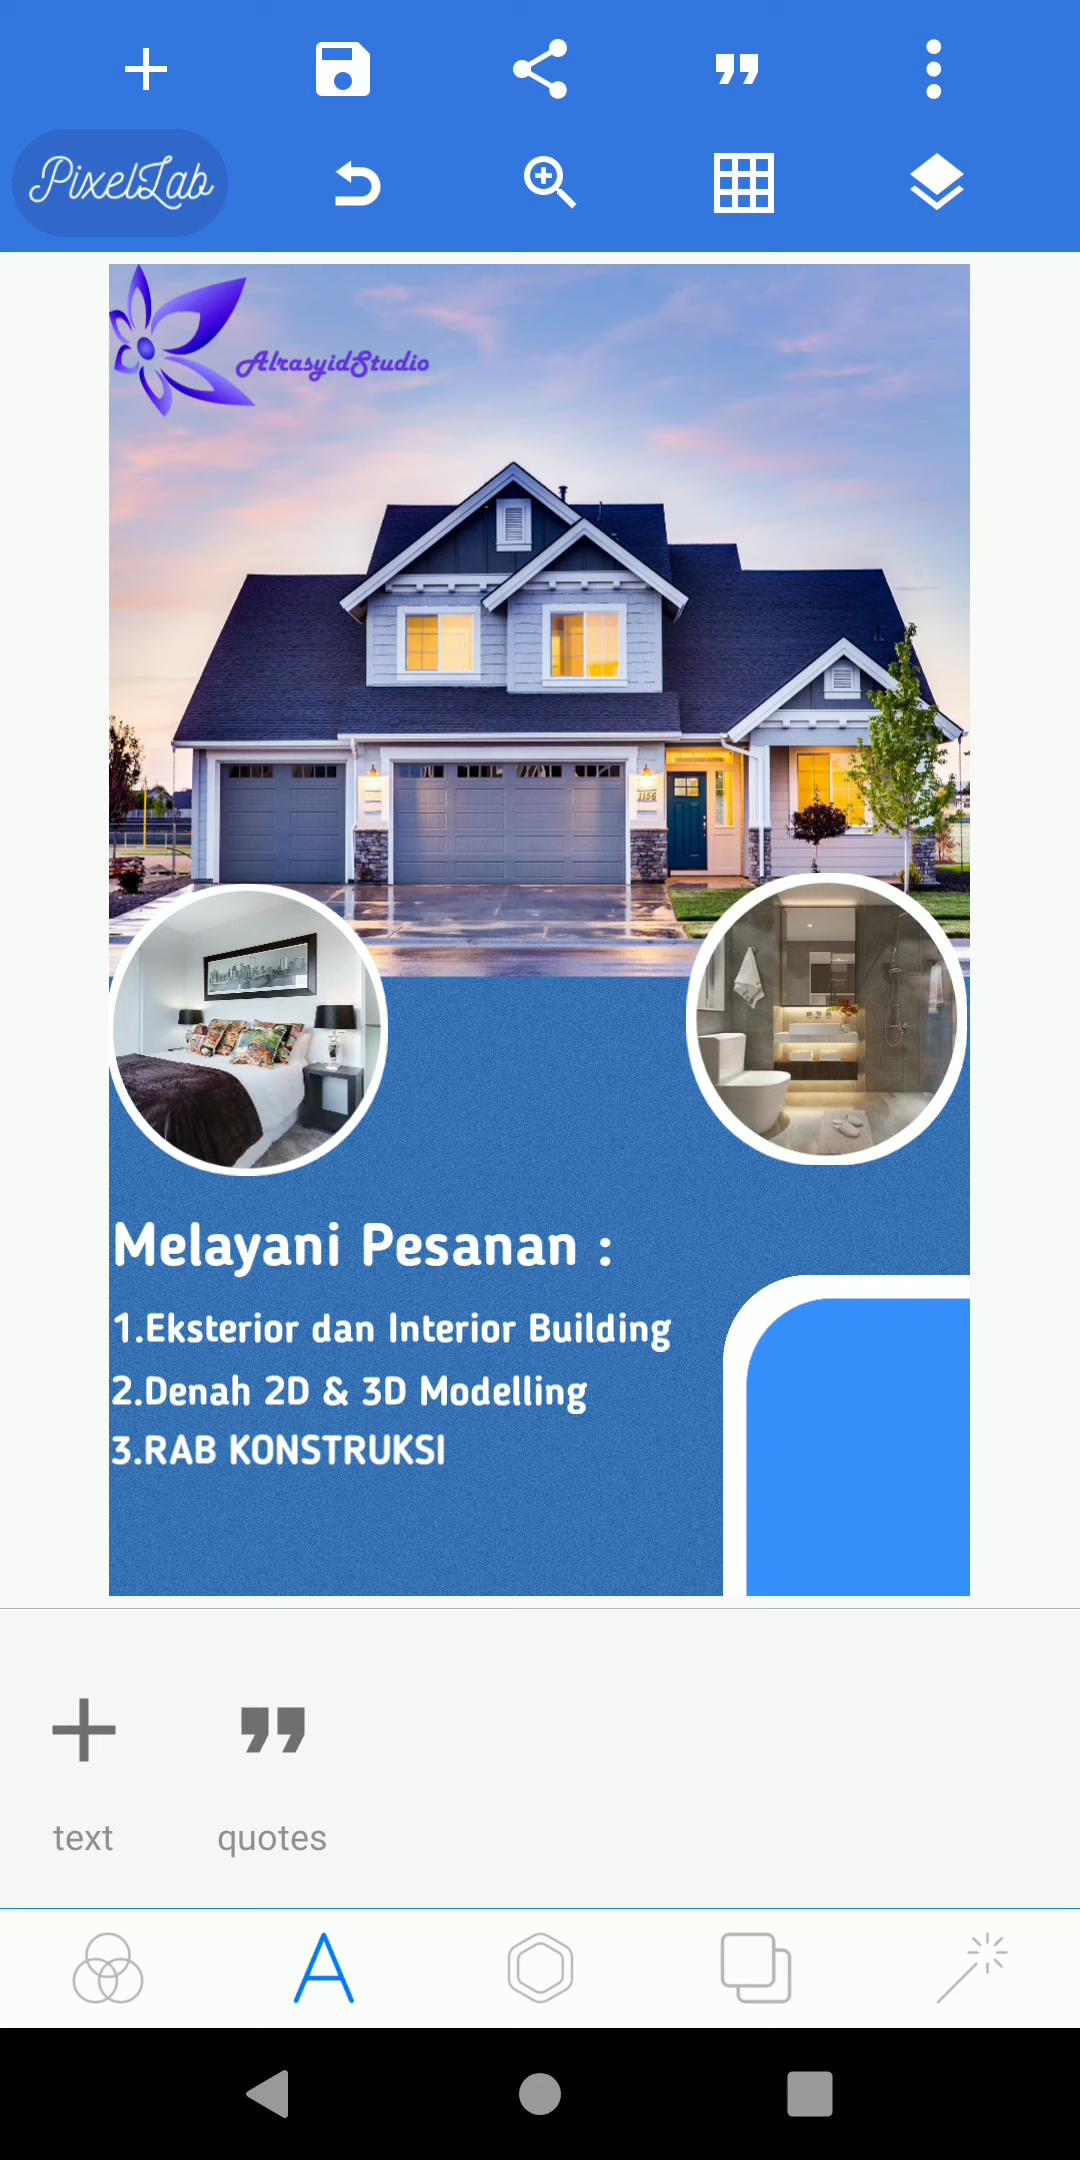 PixelLab
AlrasyidStudio
1156
Melayani Pesanan :
1.Eksterior dan Interior Building
2.Denah 2D & 3D Modelling
3.RAB KONSTRUKSI
text
quotes